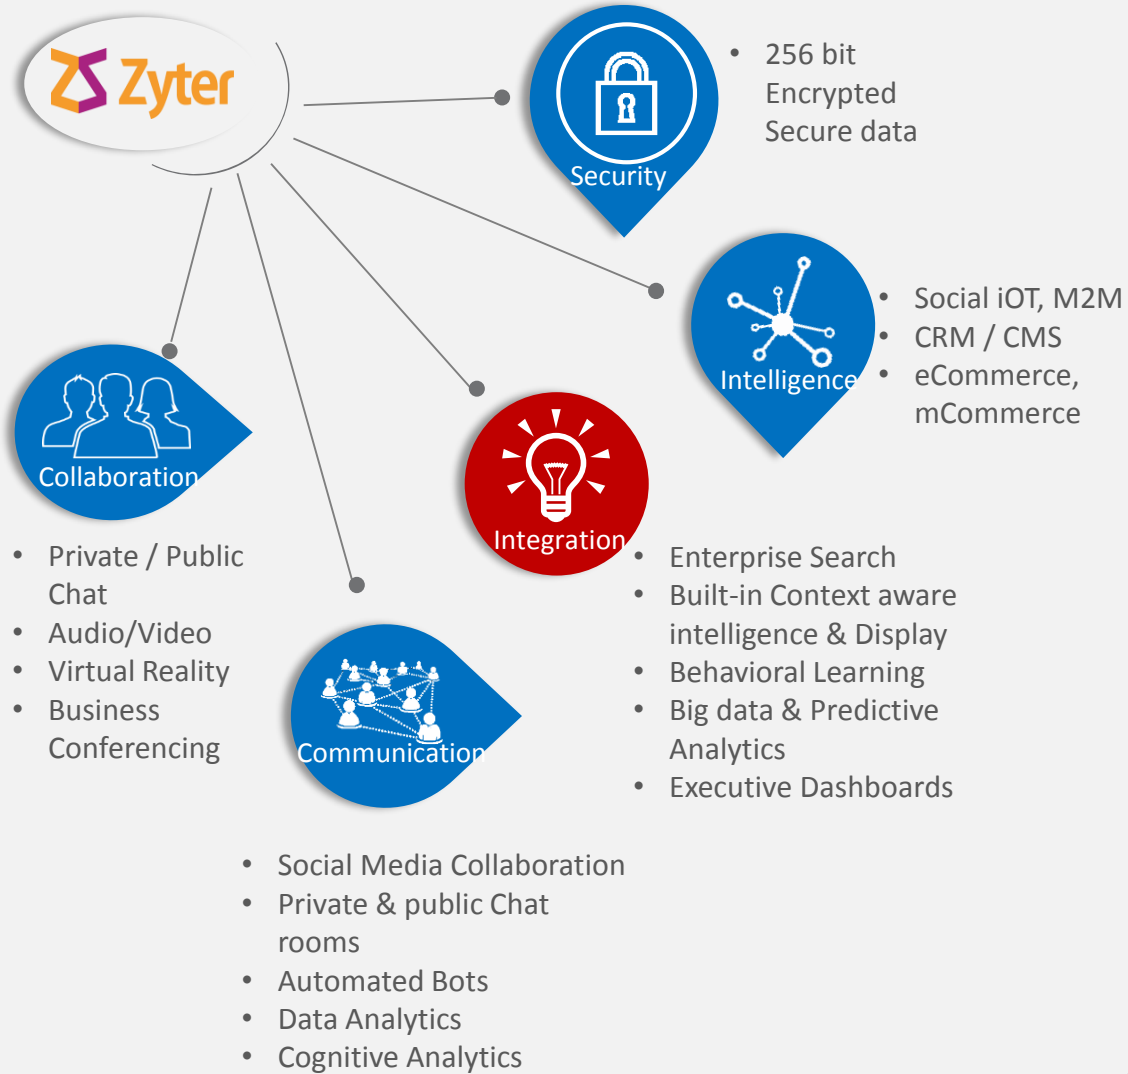 Zyter
• 256 bit
Encrypted
Secure data
Security
Intelligence
• Social iOT, M2M
• CRM / CMS
• eCommerce,
mCommerce
Collaboration
• Private / Public
Chat
• Audio/Video
• Virtual Reality
• Business
Conferencing
Integration
• Enterprise Search
• Built-in Context aware
intelligence & Display
• Behavioral Learning
• Big data & Predictive
Analytics
• Executive Dashboards
Communication
• Social Media Collaboration
• Private & public Chat
rooms
• Automated Bots
• Data Analytics
• Cognitive Analytics